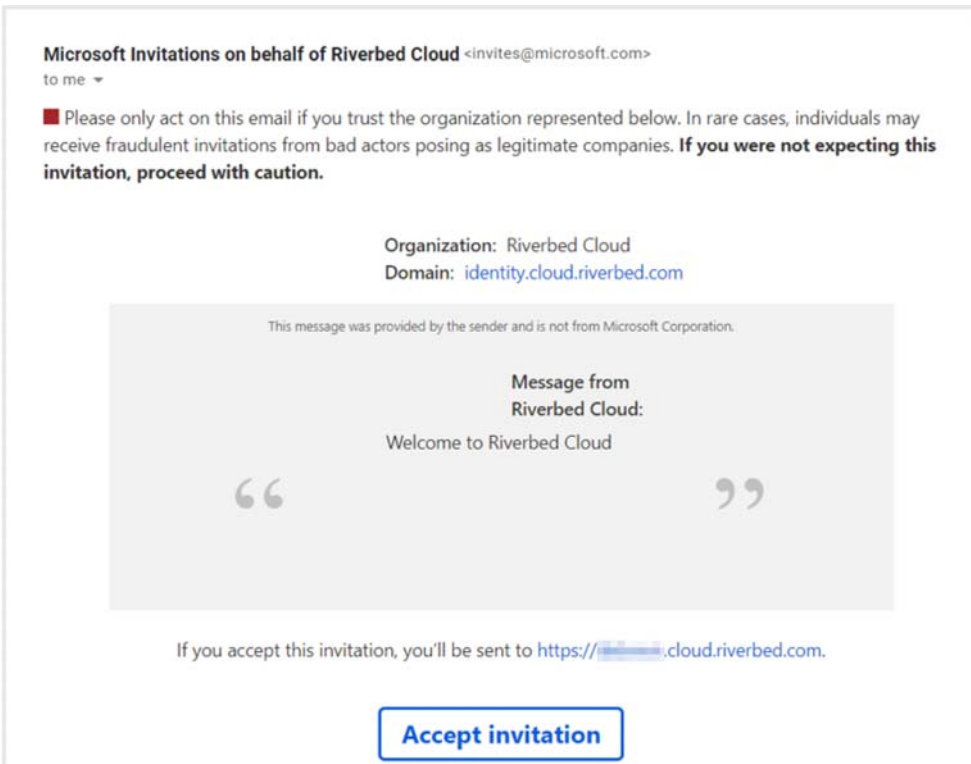 Microsoft Invitations on behalf of Riverbed Cloud <invites@microsoft.com>
to me
Please only act on this email if you trust the organization represented below. In rare cases, individuals may
receive fraudulent invitations from bad actors posing as legitimate companies. If you were not expecting this
invitation, proceed with caution.
Organization: Riverbed Cloud
Domain: identity.cloud.riverbed.com
This message was provided by the sender and is not from Microsoft Corporation.
Message from
Riverbed Cloud:
Welcome to Riverbed Cloud
“ ”
If you accept this invitation, you’ll be sent to https:// .cloud.riverbed.com.
Accept invitation